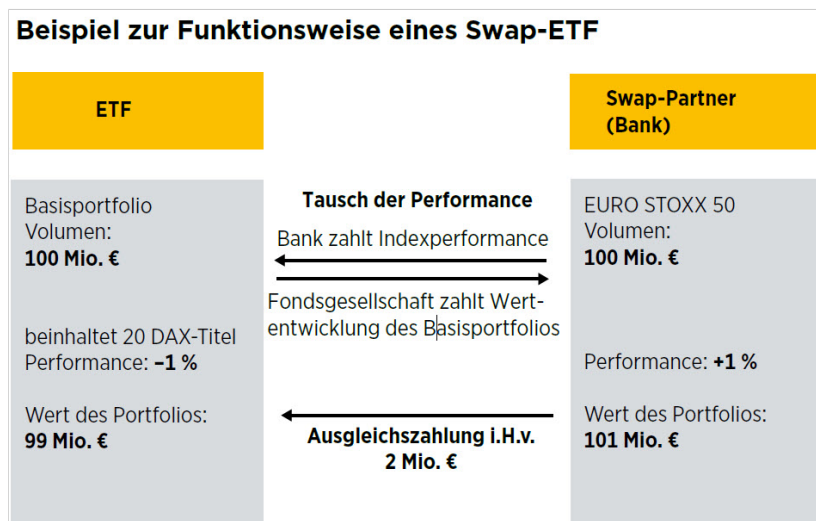 Beispiel zur Funktionsweise eines Swap-ETF
ETF
Swap-Partner
(Bank)
Basisportfolio
Volumen:
100 Mio. €
beinhaltet 20 DAX-Titel
Performance: –1 %
Wert des Portfolios:
99 Mio. €
Tausch der Performance
Bank zahlt Indexperformance
Fondsgesellschaft zahlt Wert-
entwicklung des Basisportfolios
Ausgleichszahlung i.H.v.
2 Mio. €
EURO STOXX 50
Volumen:
100 Mio. €
Performance: +1 %
Wert des Portfolios:
101 Mio. €